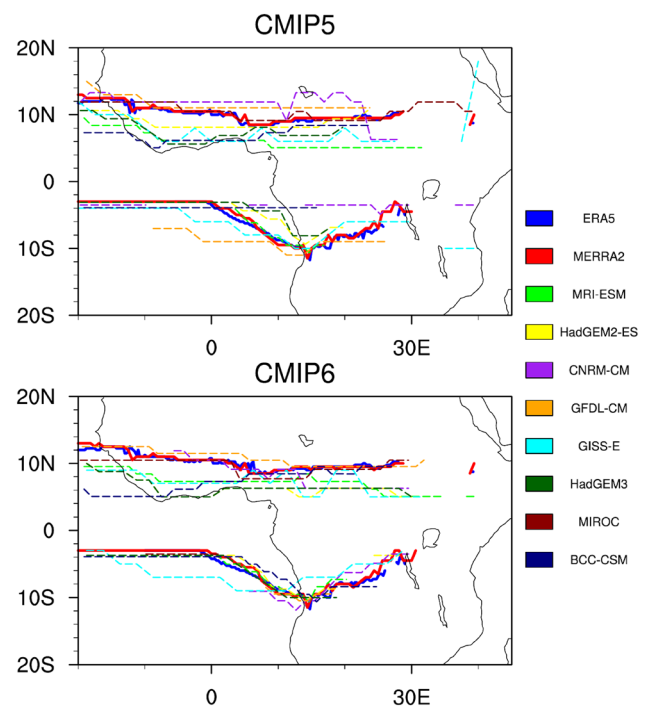 CMIP5
20N
10N
0
10S
20S
0 30E
CMIP6
20N
10N
0
10S
20S
0 30E
ERA5
MERRA2
MRI-ESM
HadGEM2-ES
CNRM-CM
GFDL-CM
GISS-E
HadGEM3
MIROC
BCC-CSM